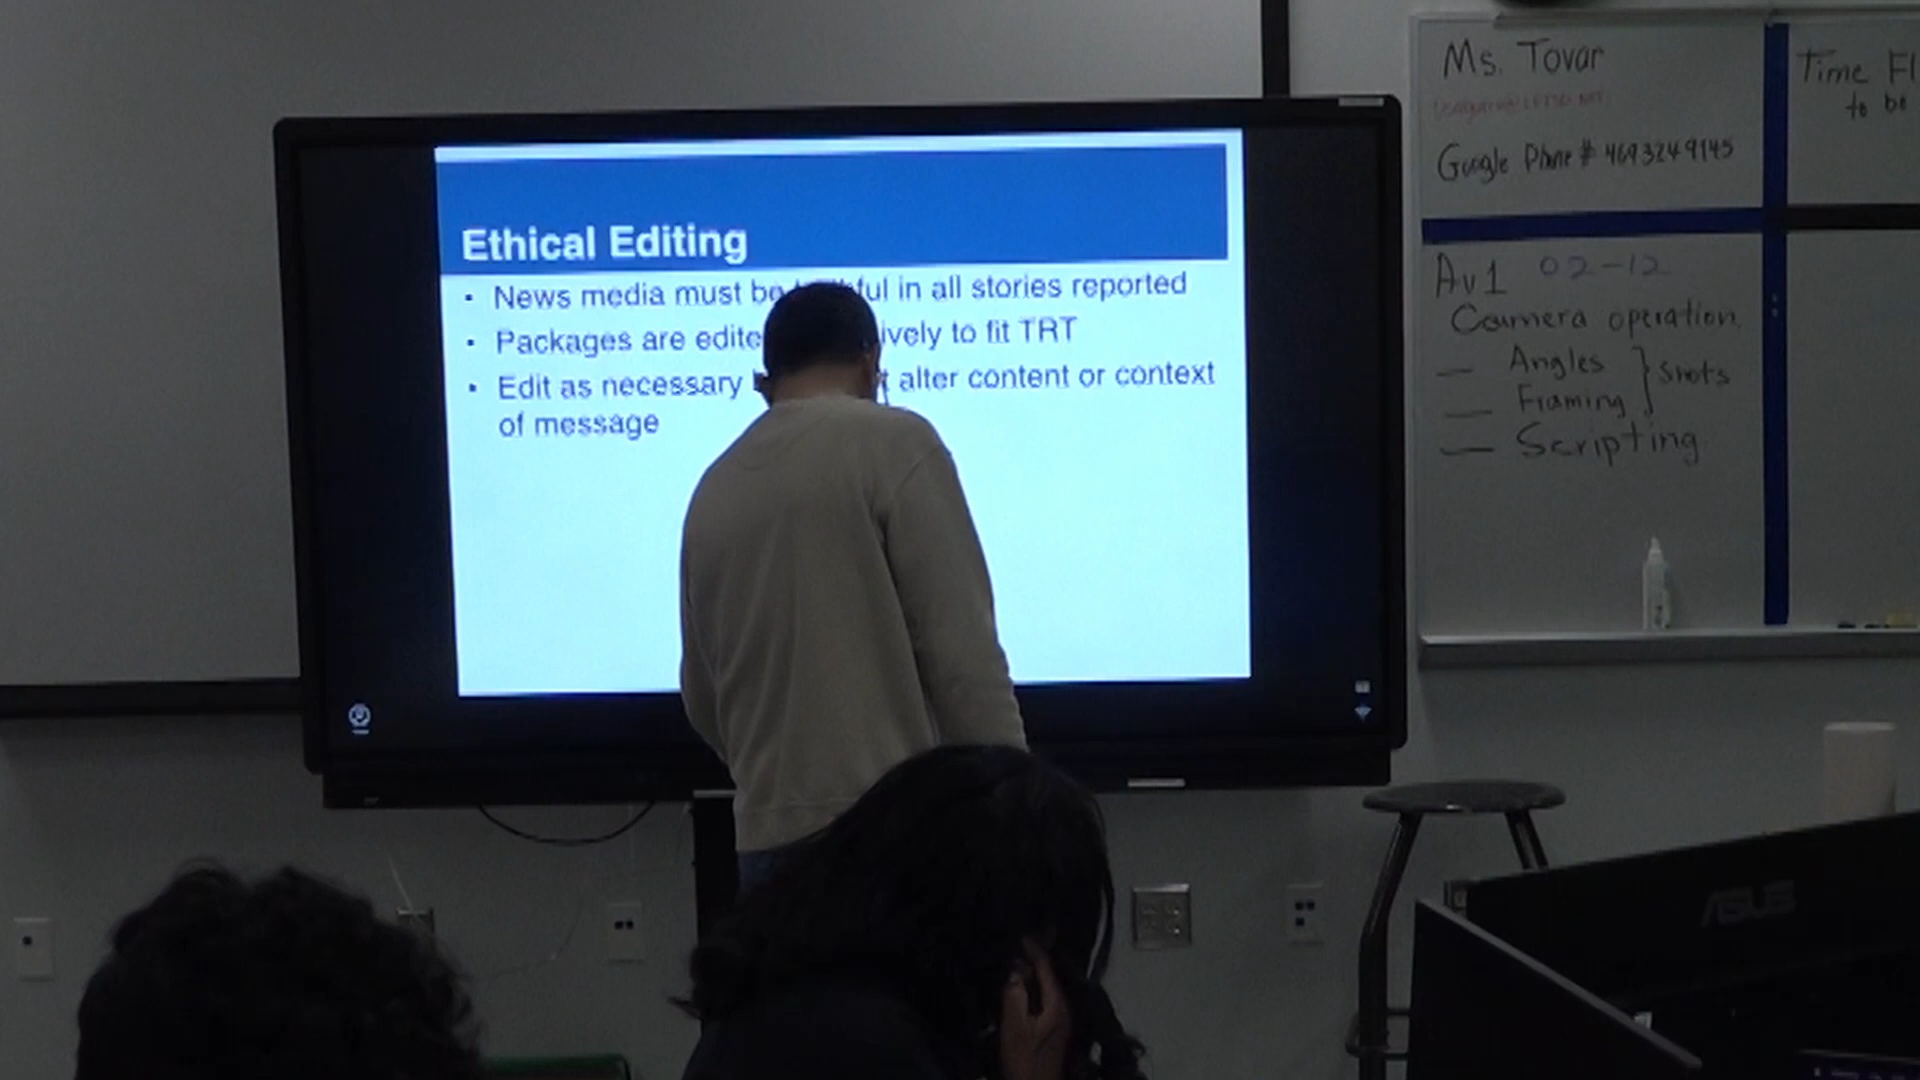 Ethical Editing
• News media must be ful in all stories reported
• Packages are edite ively to fit TRT
• Edit as necessary alter content or context
of message
Ms. Tovar
Google Phone # 4693249145
Time Fl
to be
Av1 02-12
Camera operation
— Angles
— Framing
Shots
— Scripting
ASUS